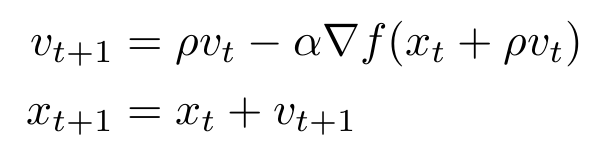 v_{t+1} = ρv_t − α∇f(x_t + ρv_t)
x_{t+1} = x_t + v_{t+1}